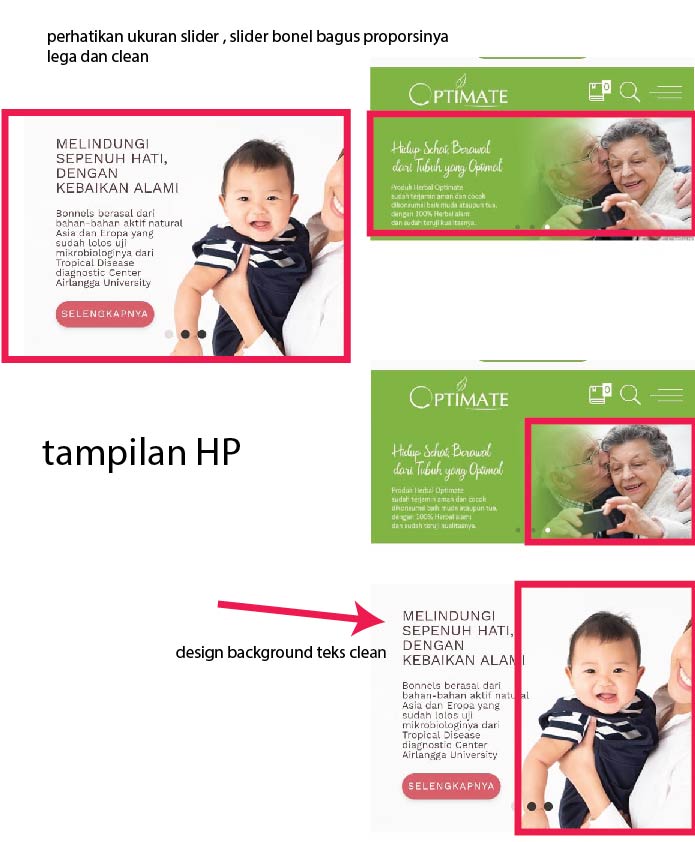 perhatikan ukuran slider , slider bonel bagus proporsinya
lega dan clean
OPTIMATE
0
MELINDUNGI
SEPENUH HATI,
DENGAN
KEBAIKAN ALAMI
Bonnels berasal dari
bahan-bahan aktif natural
Asia dan Eropa yang
sudah lolos uji
mikrobiologinya dari
Tropical Disease
diagnostic Center
Airlangga University
SELENGKAPNYA
Hidup Sehat Berawal
dari Tubuh yang Optimal
Produk Herbal Optimate
sudah terjamin aman dan cocok
dikonsumsi baik muda ataupun tua,
dengan 100% Herbal alami
dan sudah teruji kualitasnya.
tampilan HP
OPTIMATE
0
Hidup Sehat Berawal
dari Tubuh yang Optimal
Produk Herbal Optimate
sudah terjamin aman dan cocok
dikonsumsi baik muda ataupun tua,
dengan 100% Herbal alami
dan sudah teruji kualitasnya.
design background teks clean
MELINDUNGI
SEPENUH HATI,
DENGAN
KEBAIKAN ALAMI
Bonnels berasal dari
bahan-bahan aktif natural
Asia dan Eropa yang
sudah lolos uji
mikrobiologinya dari
Tropical Disease
diagnostic Center
Airlangga University
SELENGKAPNYA